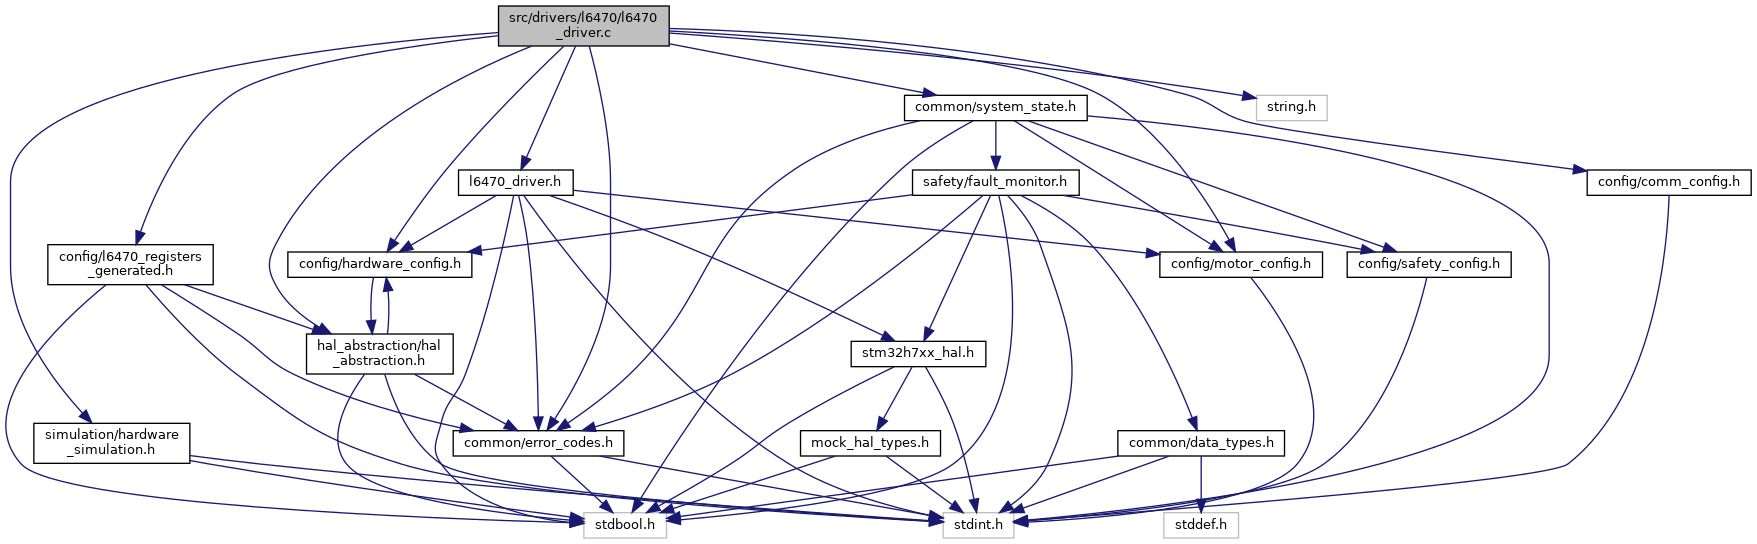 src/drivers/l6470/l6470
_driver.c
common/system_state.h
string.h
l6470_driver.h
safety/fault_monitor.h
config/comm_config.h
config/l6470_registers
_generated.h
config/hardware_config.h
config/motor_config.h
config/safety_config.h
hal_abstraction/hal
_abstraction.h
stm32h7xx_hal.h
simulation/hardware
_simulation.h
common/error_codes.h
mock_hal_types.h
common/data_types.h
stdbool.h
stdint.h
stddef.h